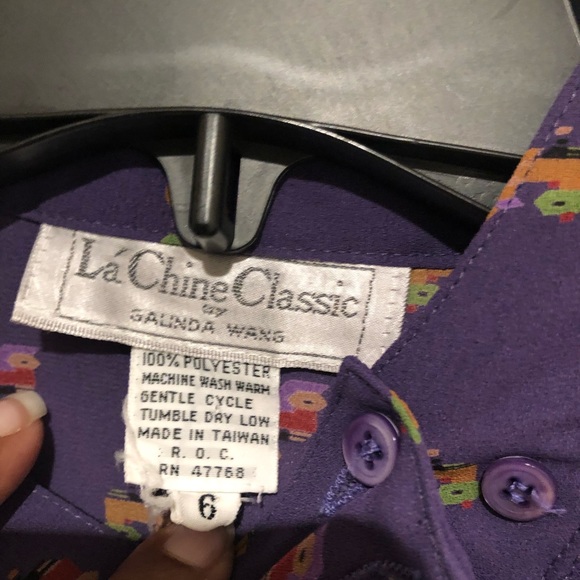 Lá Chine Classic
BY
GALINDA WANG
100% POLYESTER
MACHINE WASH WARM
GENTLE CYCLE
TUMBLE DRY LOW
MADE IN TAIWAN
R. O. C.
RN 47768
6